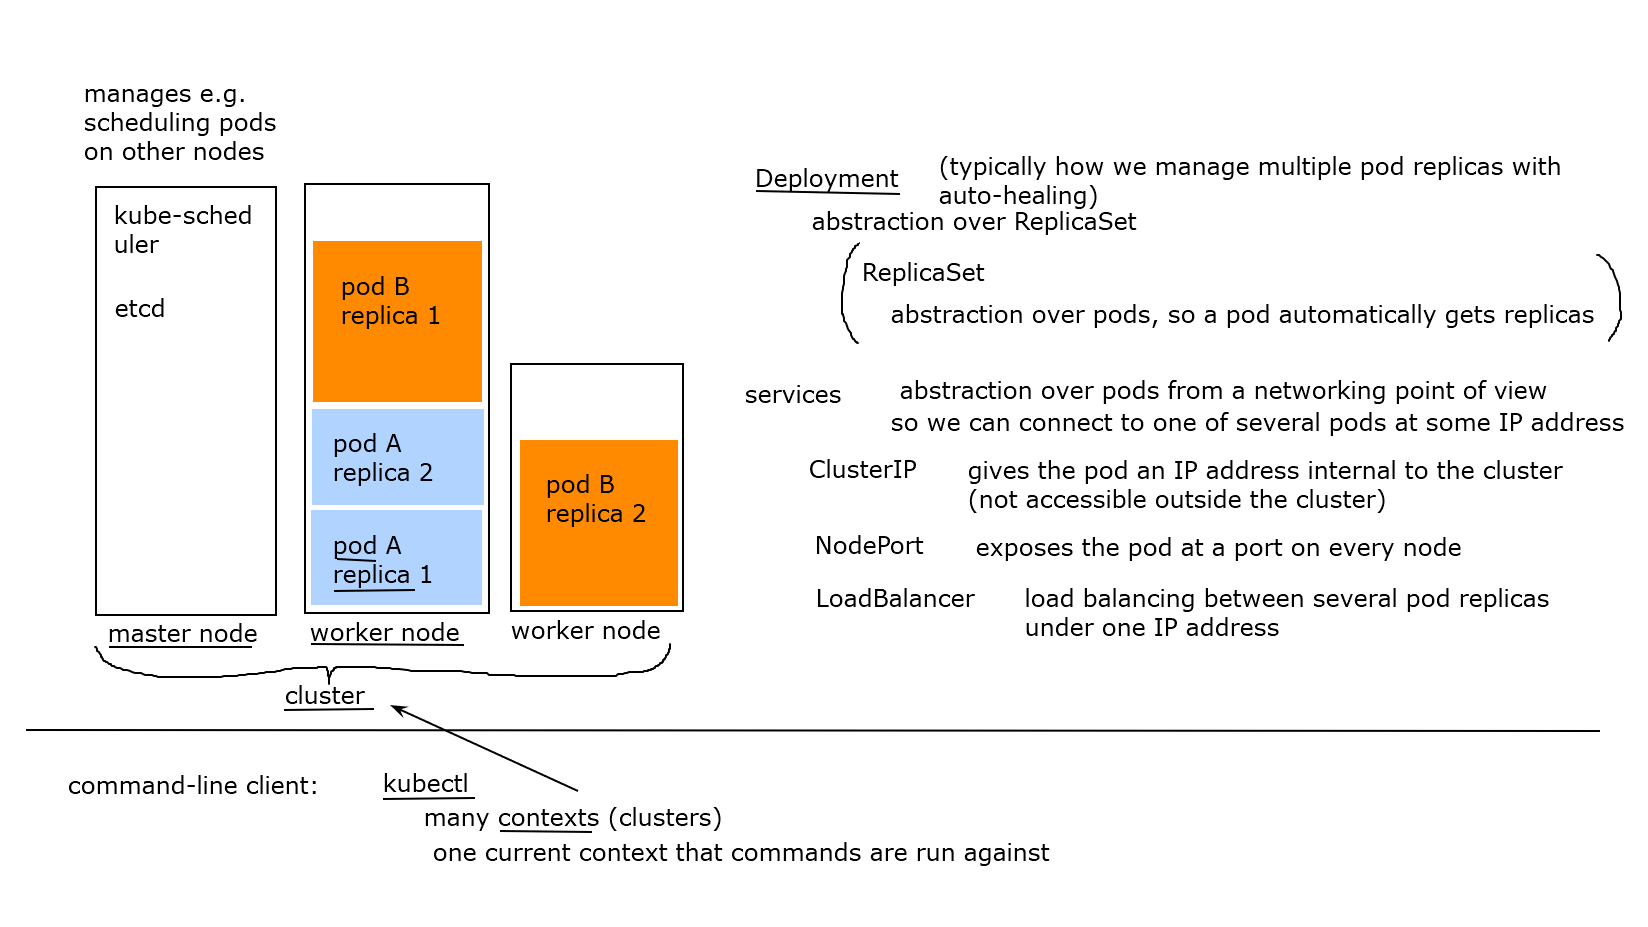 manages e.g.
scheduling pods
on other nodes
kube-sched
uler
etcd
pod B
replica 1
pod A
replica 2
pod A
replica 1
pod B
replica 2
master node
worker node
worker node
cluster
Deployment
(typically how we manage multiple pod replicas with
auto-healing)
abstraction over ReplicaSet
ReplicaSet
abstraction over pods, so a pod automatically gets replicas
services
abstraction over pods from a networking point of view
so we can connect to one of several pods at some IP address
ClusterIP
gives the pod an IP address internal to the cluster
(not accessible outside the cluster)
NodePort
exposes the pod at a port on every node
LoadBalancer
load balancing between several pod replicas
under one IP address
command-line client:
kubectl
many contexts (clusters)
one current context that commands are run against